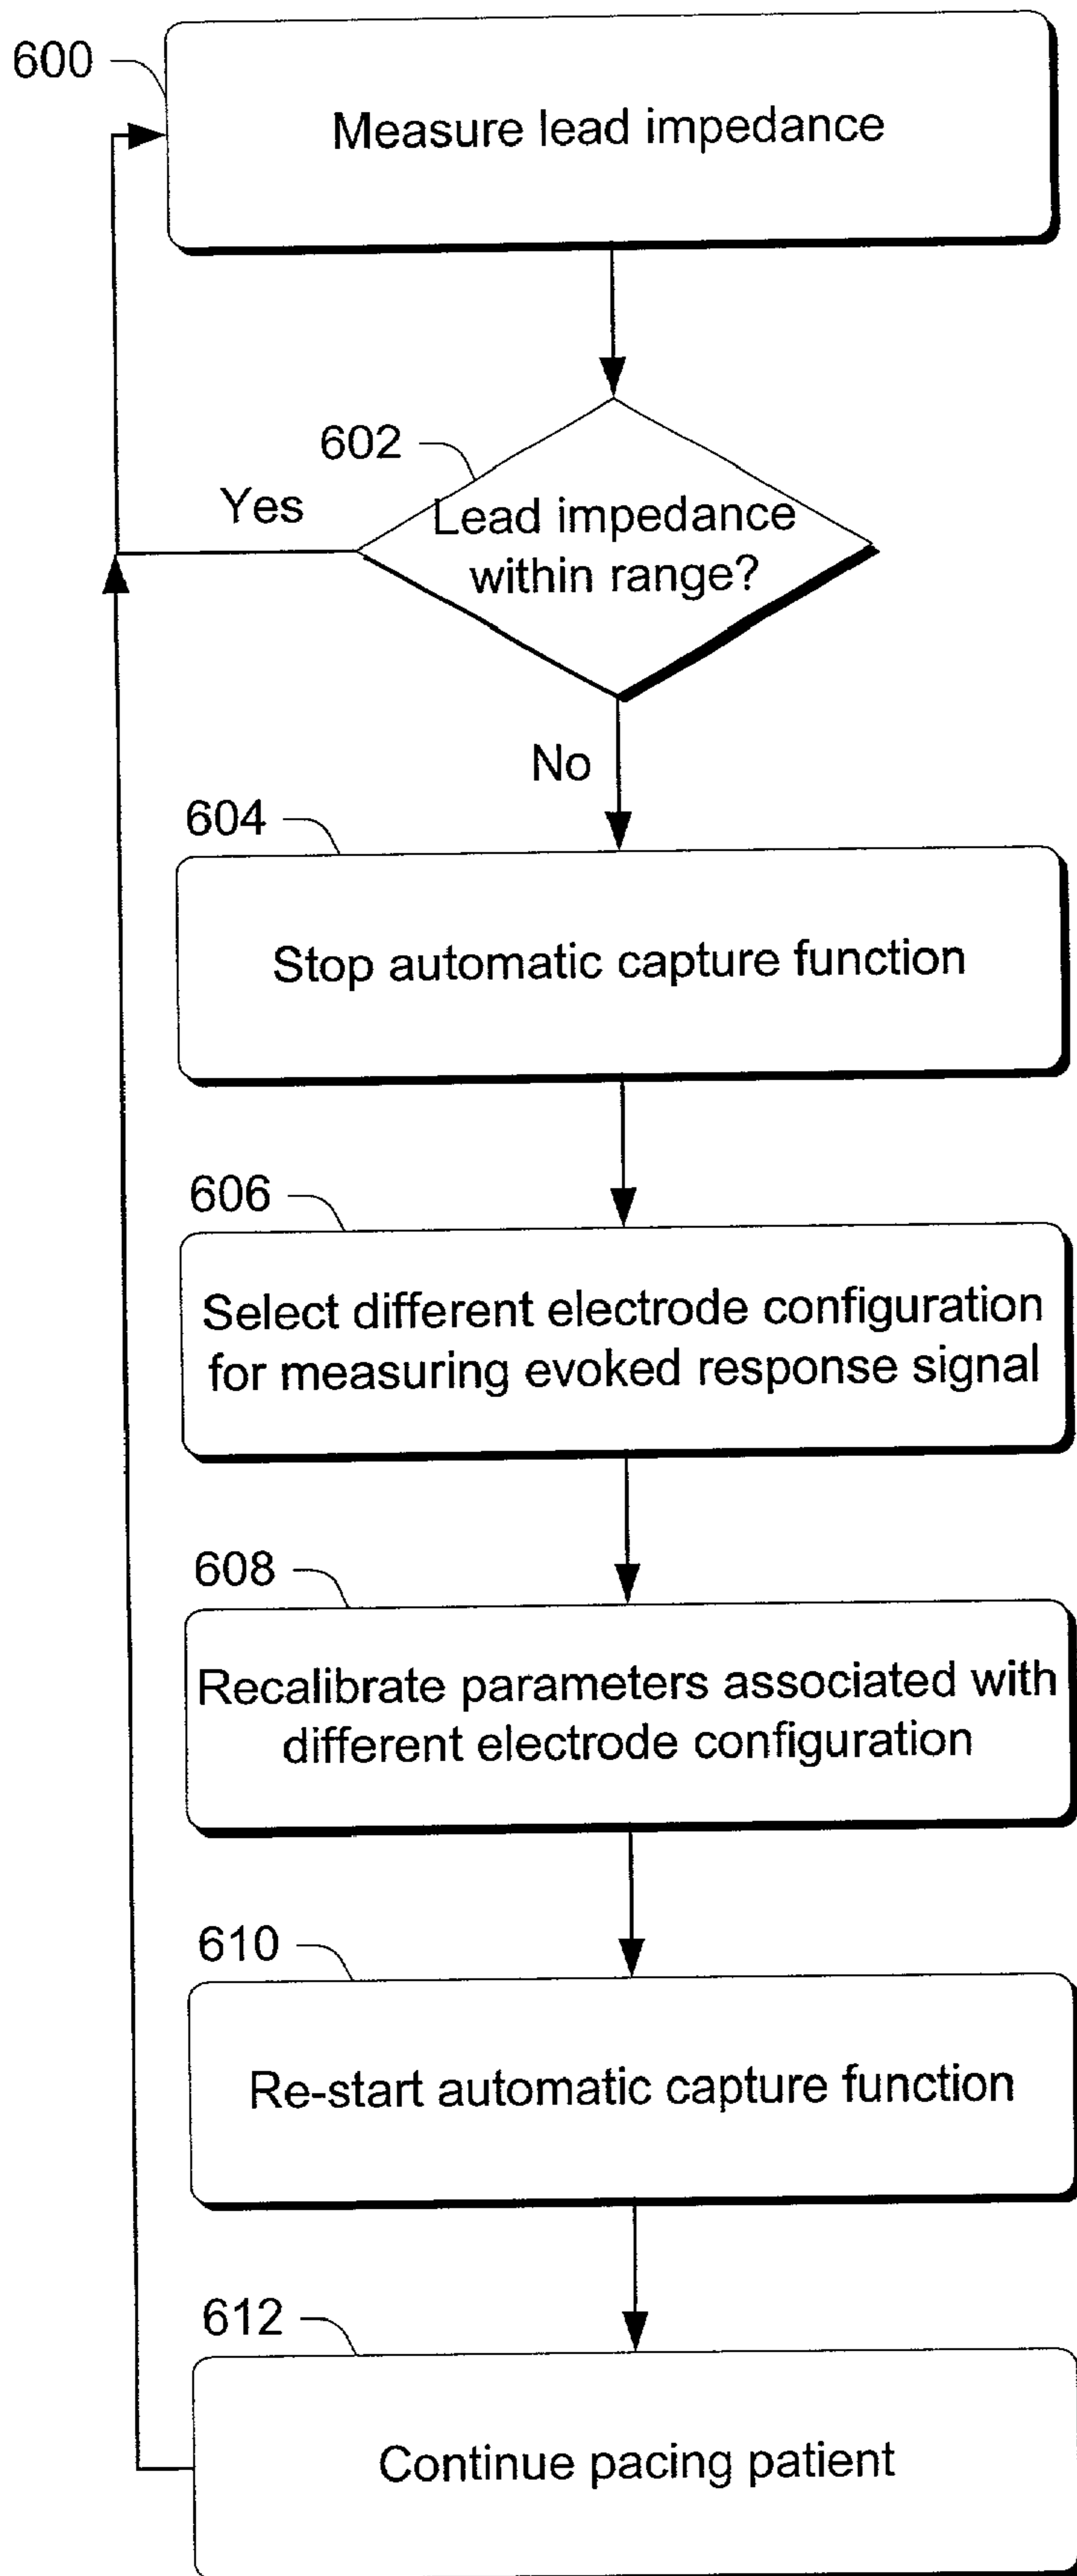 600
Measure lead impedance
602
Yes
Lead impedance
within range?
No
604
Stop automatic capture function
606
Select different electrode configuration
for measuring evoked response signal
608
Recalibrate parameters associated with
different electrode configuration
610
Re-start automatic capture function
612
Continue pacing patient